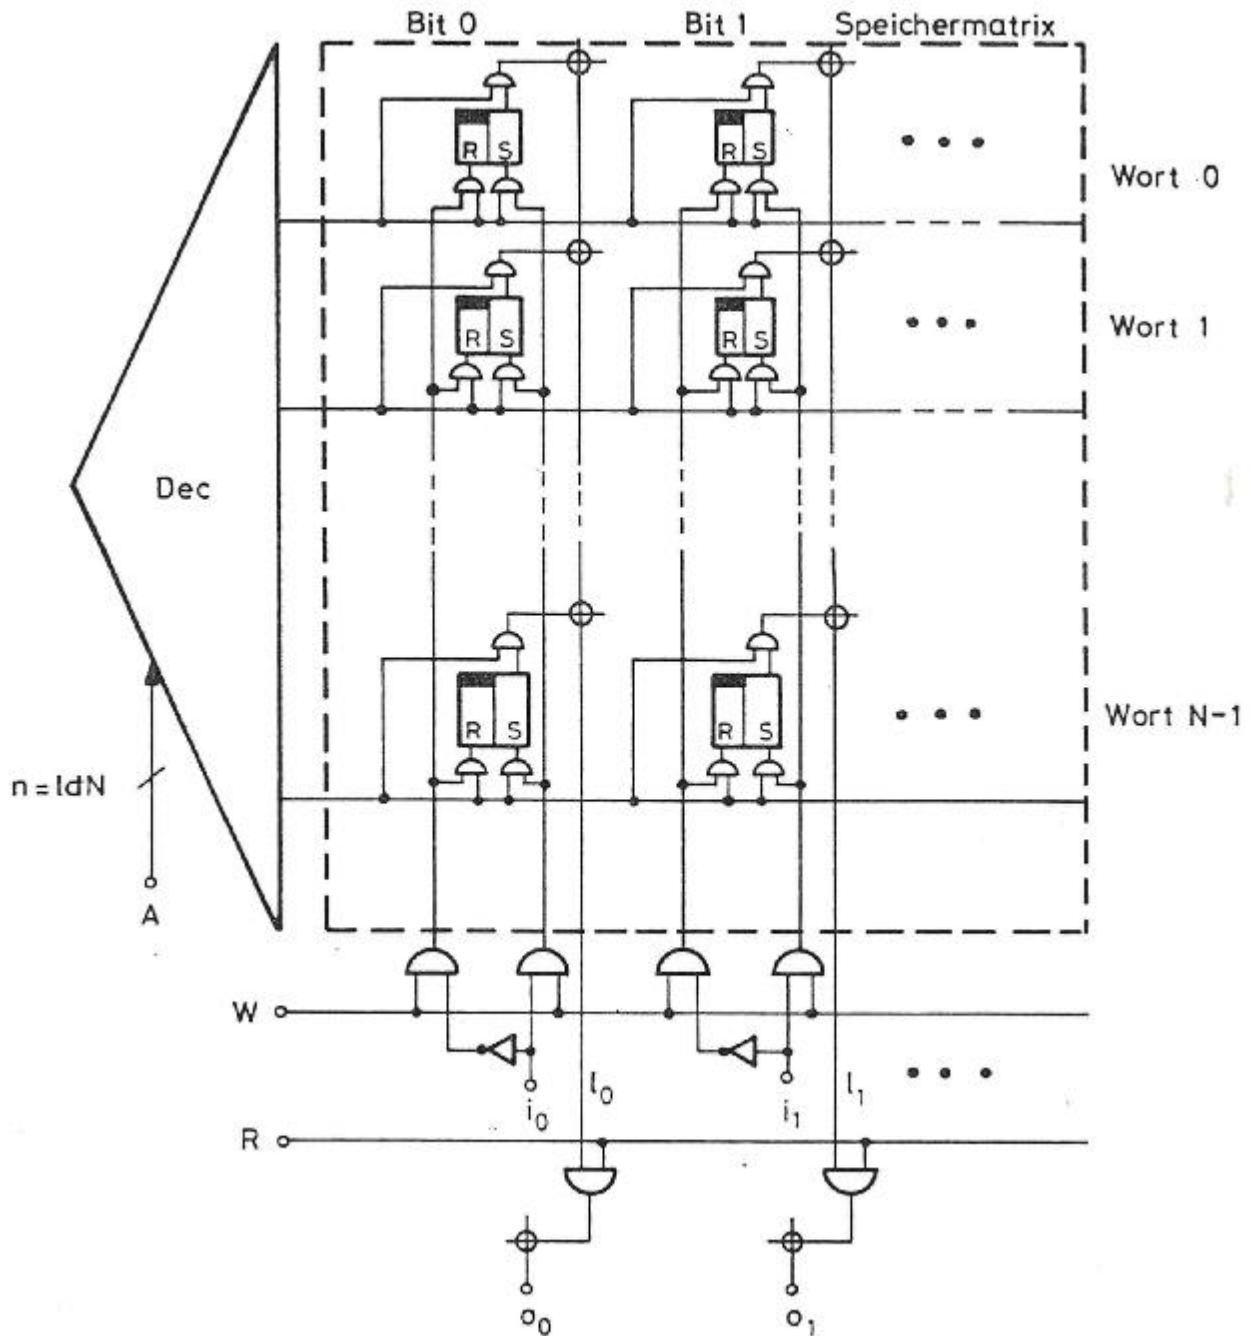 Bit 0 Bit 1 Speichermatrix
R S R S
Wort 0
R S R S
Wort 1
Dec
R S R S
Wort N-1
n = ldN
A
W
i₀ l₀ i₁ l₁
R
o₀ o₁